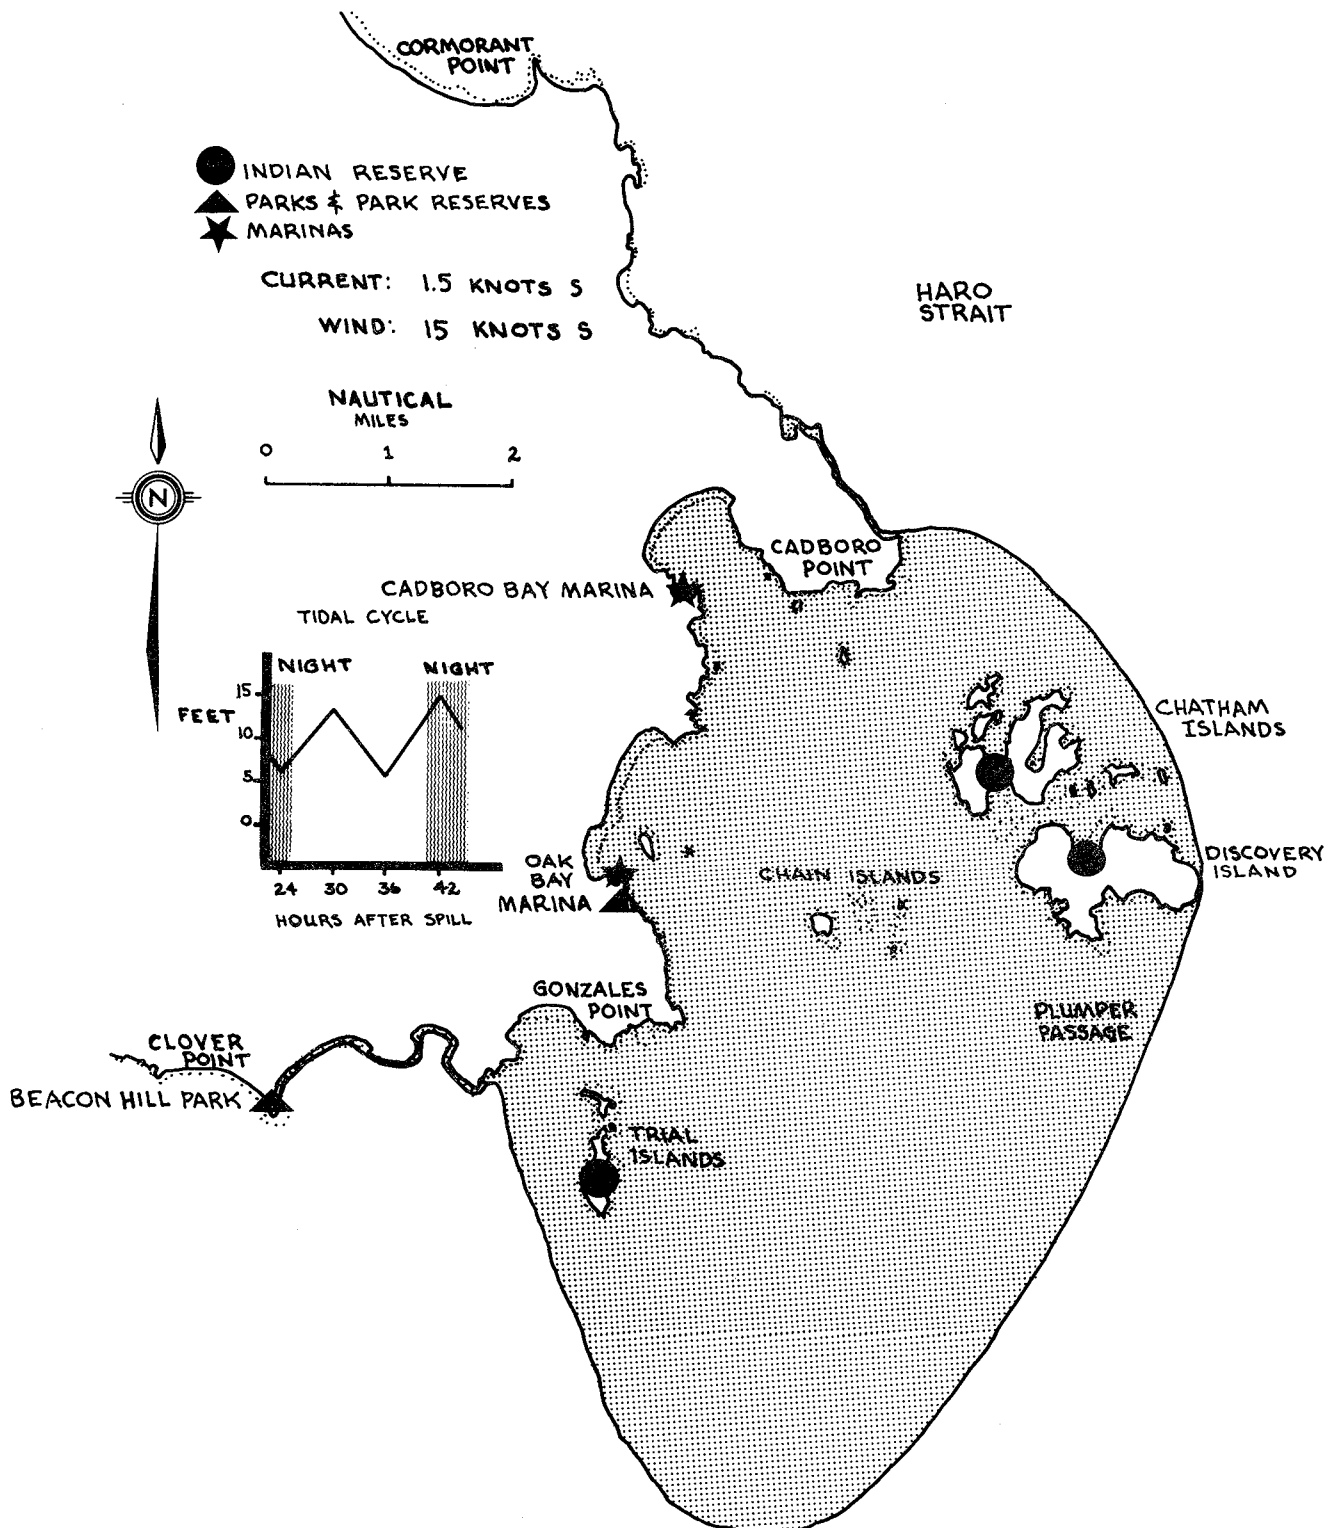 CORMORANT
POINT
INDIAN RESERVE
PARKS & PARK RESERVES
MARINAS
CURRENT: 1.5 KNOTS S
WIND: 15 KNOTS S
HARO
STRAIT
NAUTICAL
MILES
0 1 2
N
CADBORO
POINT
CADBORO BAY MARINA
TIDAL CYCLE
NIGHT NIGHT
15
FEET
10
5
0
24 30 36 42
HOURS AFTER SPILL
CHATHAM
ISLANDS
OAK
BAY
MARINA
CHAIN ISLANDS
DISCOVERY
ISLAND
GONZALES
POINT
PLUMPER
PASSAGE
CLOVER
POINT
BEACON HILL PARK
TRIAL
ISLANDS